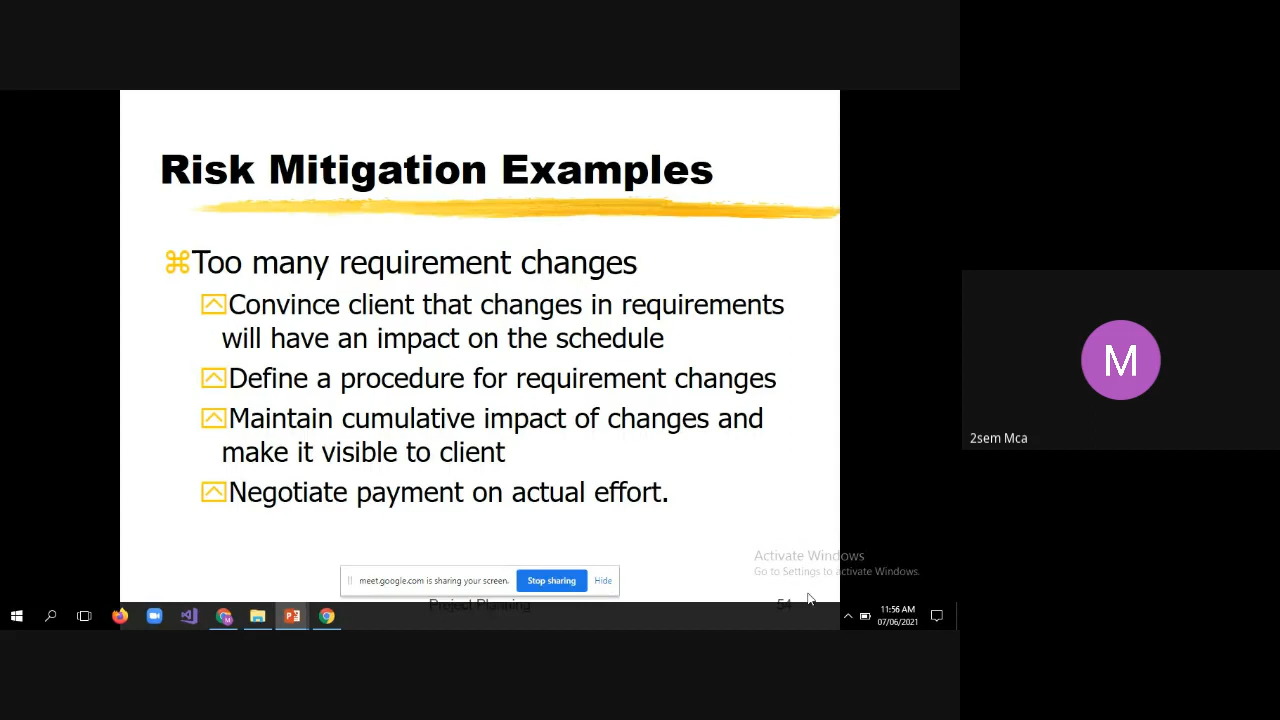 Risk Mitigation Examples
Too many requirement changes
Convince client that changes in requirements
will have an impact on the schedule
Define a procedure for requirement changes
Maintain cumulative impact of changes and
make it visible to client
Negotiate payment on actual effort.
Activate Windows
Go to Settings to activate Windows.
meet.google.com is sharing your screen.
Stop sharing
Hide
Project Planning
54
11:56 AM
07/06/2021
M
2sem Mca